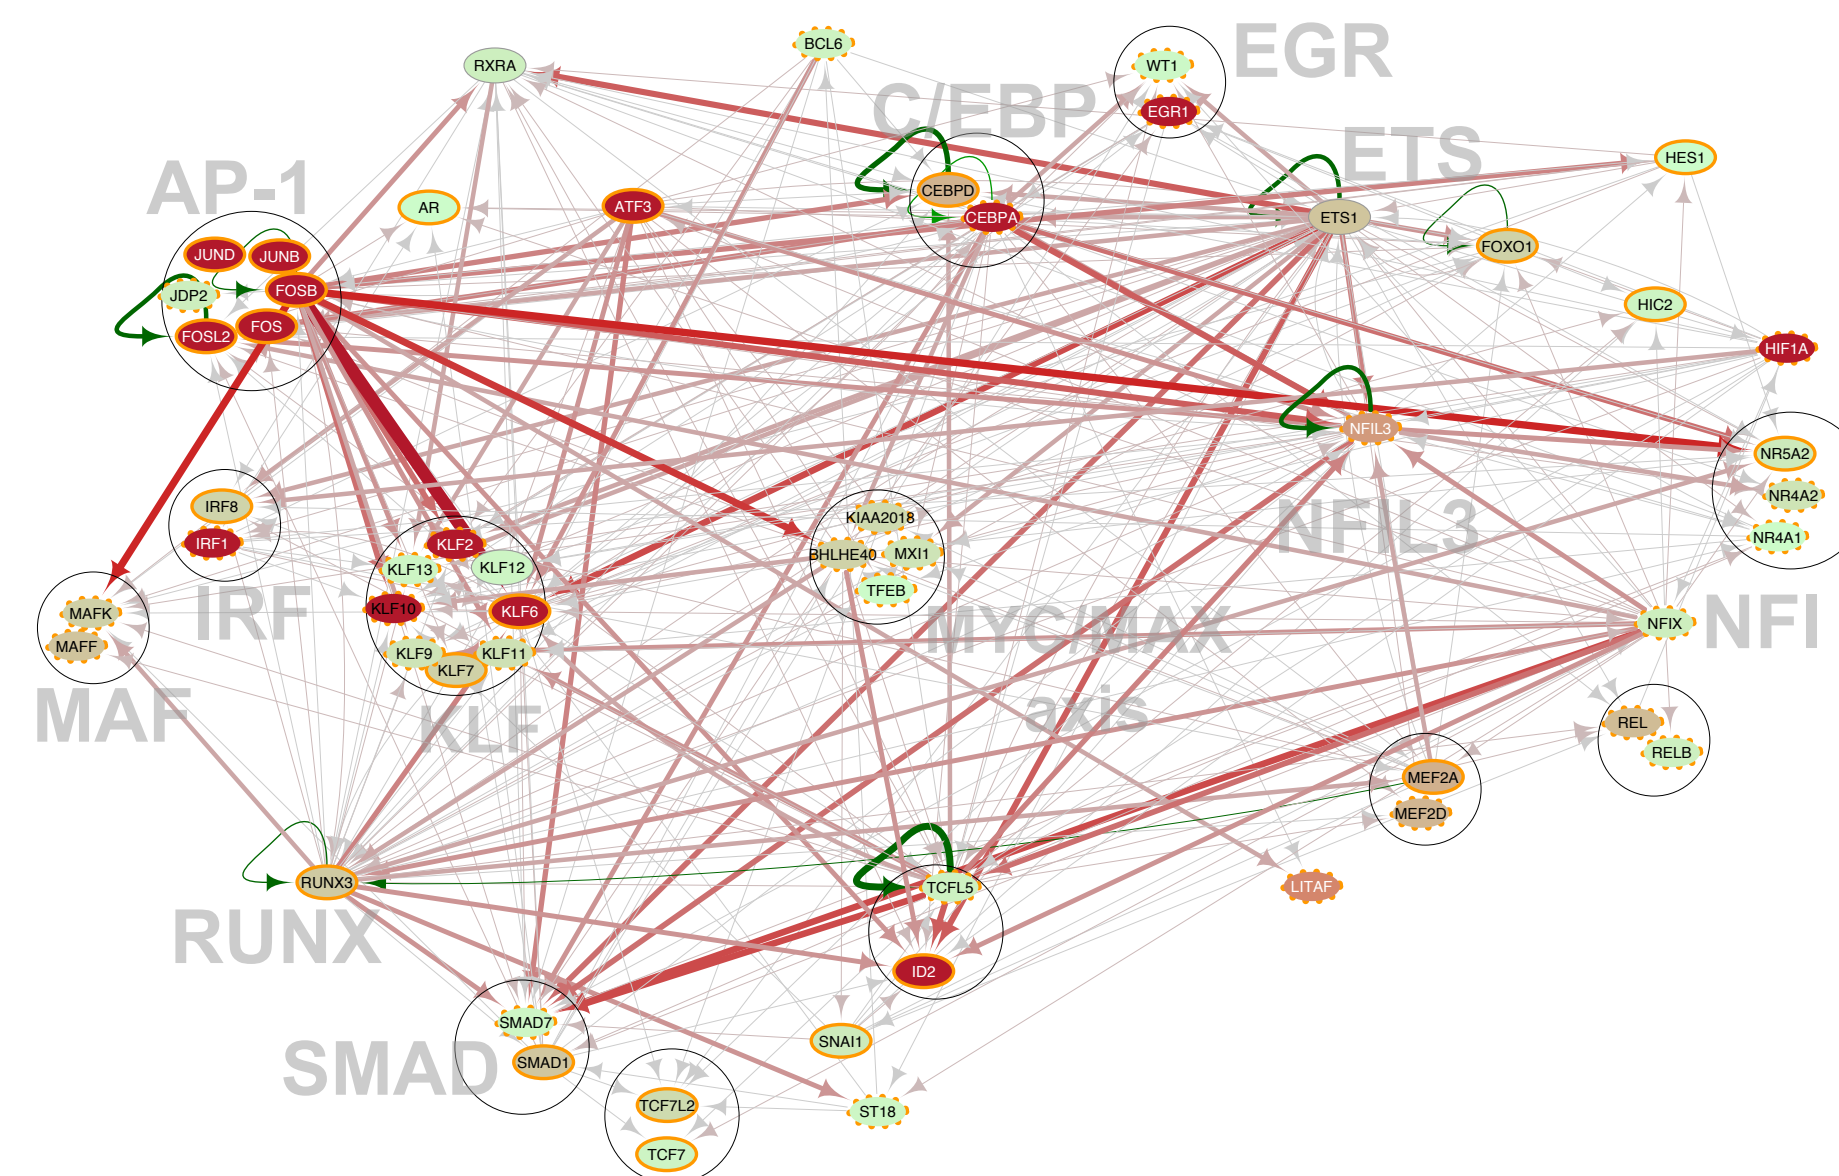 BCL6
EGR
RXRA
WT1
C/EBP
EGR1
ETS
HES1
AP-1
CEBPD
AR
ATF3
CEBPA
ETS1
FOXO1
JUND
JUNB
FOSB
JDP2
HIC2
FOSL2
FOS
HIF1A
NFIL3
NR5A2
NR4A2
IRF8
KIAA2018
NFIL3
IRF1
KLF2
BHLHE40
MXI1
NR4A1
KLF13
KLF12
TFEB
MAFK
IRF
KLF10
KLF6
MYC/MAX
NFIX
NFI
MAFF
KLF9
KLF11
KLF7
MAF
KLF
axis
REL
RELB
MEF2A
MEF2D
RUNX3
TCFL5
LITAF
RUNX
ID2
SMAD7
SNAI1
SMAD
SMAD1
TCF7L2
ST18
TCF7